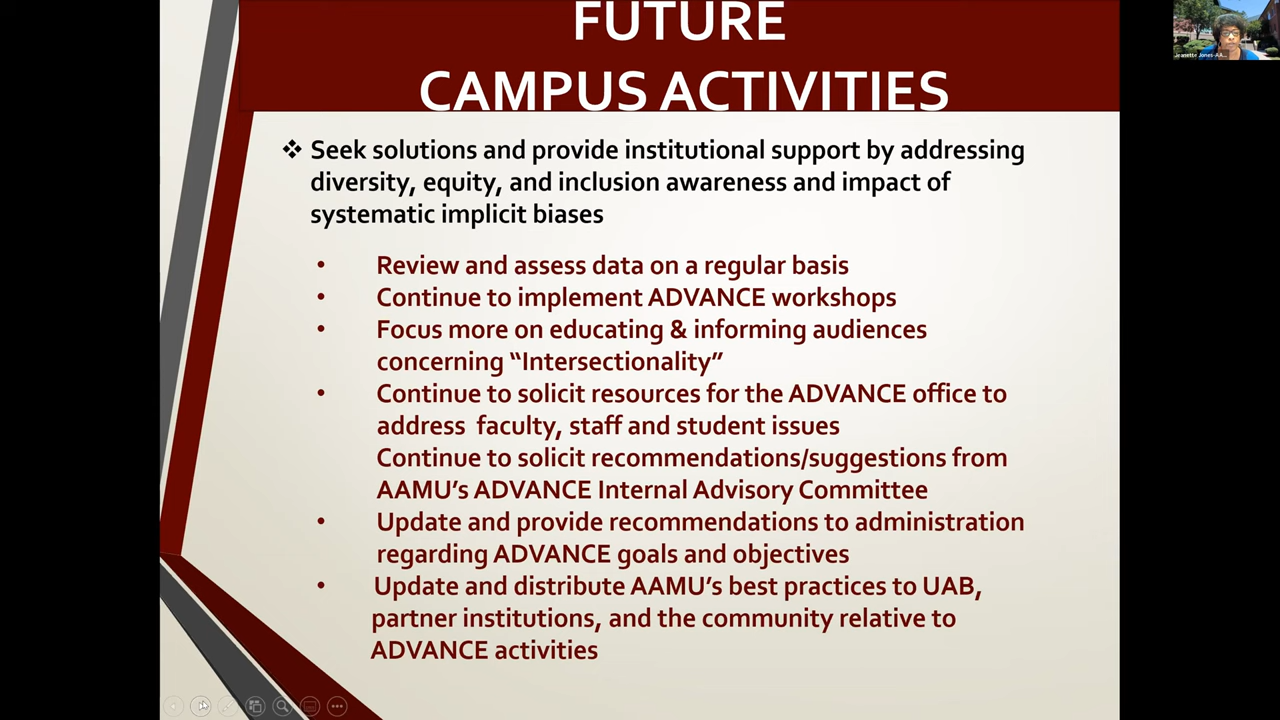 FUTURE
CAMPUS ACTIVITIES
❖ Seek solutions and provide institutional support by addressing
diversity, equity, and inclusion awareness and impact of
systematic implicit biases
• Review and assess data on a regular basis
• Continue to implement ADVANCE workshops
• Focus more on educating & informing audiences
concerning “Intersectionality”
• Continue to solicit resources for the ADVANCE office to
address faculty, staff and student issues
Continue to solicit recommendations/suggestions from
AAMU’s ADVANCE Internal Advisory Committee
• Update and provide recommendations to administration
regarding ADVANCE goals and objectives
• Update and distribute AAMU’s best practices to UAB,
partner institutions, and the community relative to
ADVANCE activities
Jeanette Jones-AA...